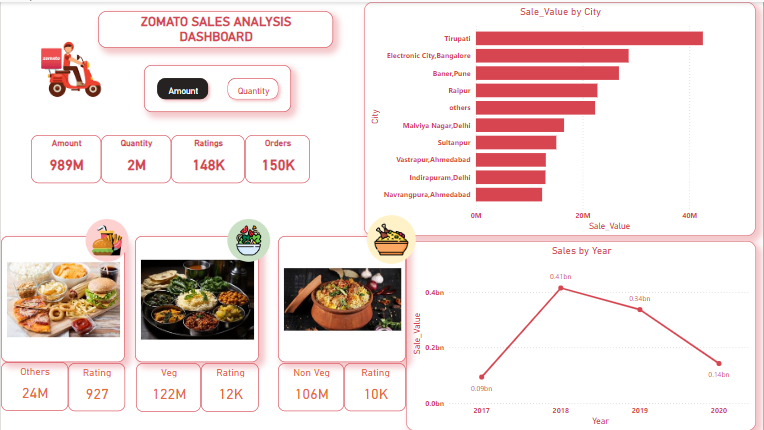 ZOMATO SALES ANALYSIS
DASHBOARD
zomato
Amount
Quantity
Amount
989M
Quantity
2M
Ratings
148K
Orders
150K
Sale_Value by City
City
Tirupati
Electronic City,Bangalore
Baner,Pune
Raipur
others
Malviya Nagar,Delhi
Sultanpur
Vastrapur,Ahmedabad
Indirapuram,Delhi
Navrangpura,Ahmedabad
0M 20M 40M
Sale_Value
Others
24M
Rating
927
Veg
122M
Rating
12K
Non Veg
106M
Rating
10K
Sales by Year
Sale_Value
0.4bn
0.2bn
0.0bn
0.09bn
0.41bn
0.34bn
0.14bn
2017 2018 2019 2020
Year